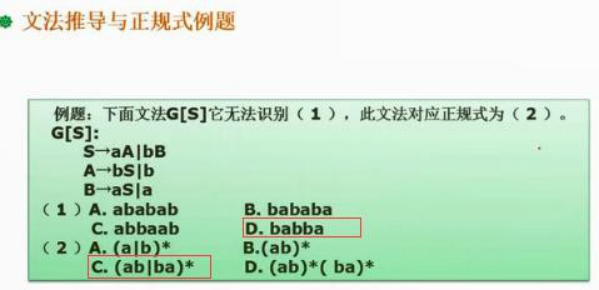 文法推导与正规式例题
例题：下面文法G[S]它无法识别（1），此文法对应正规式为（2）。
G[S]:
S→aA|bB
A→bS|b
B→aS|a
（1）A. ababab B. bababa
C. abbaab D. babba
（2）A. (a|b)* B.(ab)*
C. (ab|ba)* D. (ab)*( ba)*